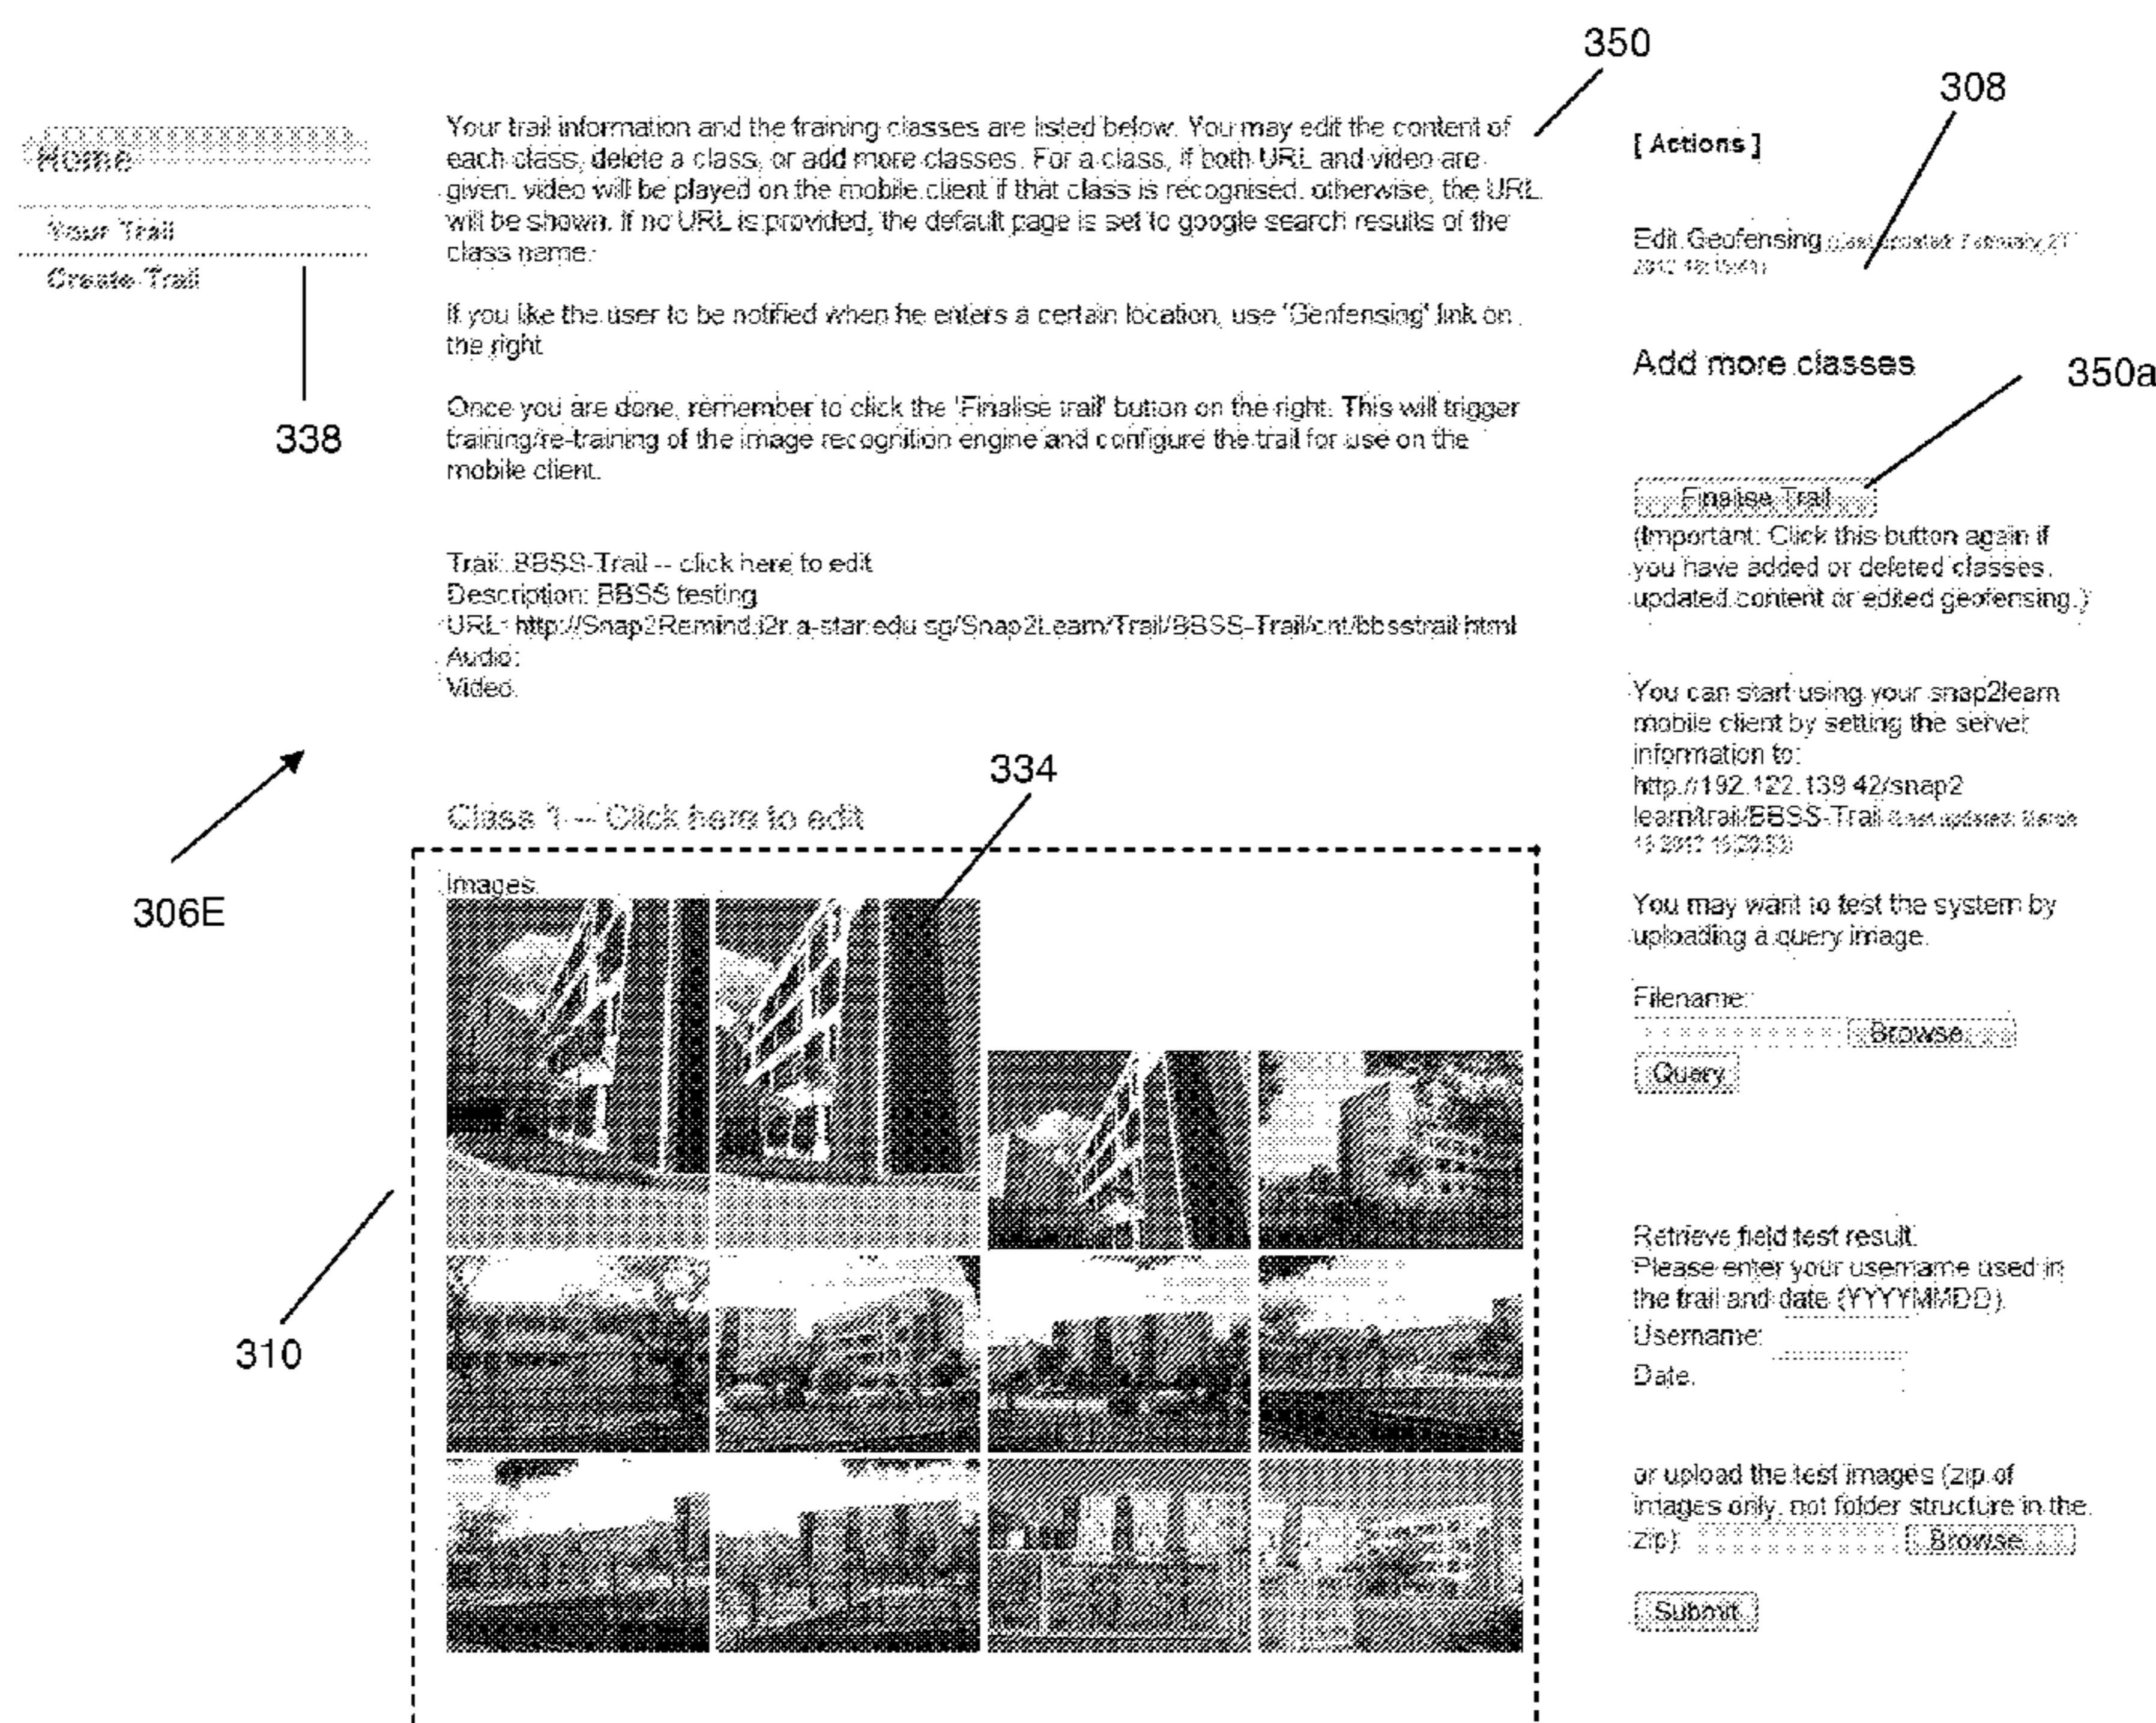 350
308
350a
338
306E
334
310
Home
Your Trail
Create Trail
Your trail information and the training classes are listed below. You may edit the content of
each class, delete a class, or add more classes. For a class, if both URL and video are
given, video will be played on the mobile client if that class is recognised, otherwise, the URL
will be shown. If no URL is provided, the default page is set to google search results of the
class name.
If you like the user to be notified when he enters a certain location, use 'Geofensing' link on
the right
Once you are done, remember to click the 'Finalise trail' button on the right. This will trigger
training/re-training of the image recognition engine and configure the trail for use on the
mobile client.
Trail: BBSS-Trail -- click here to edit
Description: BBSS testing
URL: http://Snap2Remind.i2r.a-star.edu.sg/Snap2Learn/Trail/BBSS-Trail/cnt/bbsstrail.html
Audio:
Video:
Class 1 -- Click here to edit
Images:
[ Actions ]
Edit Geofensing
Add more classes
Finalise Trail
(Important: Click this button again if
you have added or deleted classes,
updated content or edited geofensing.)
You can start using your snap2learn
mobile client by setting the server
information to:
http://192.122.139.42/snap2
learn/trail/BBSS-Trail
You may want to test the system by
uploading a query image.
Filename:
Browse
Query
Retrieve field test result.
Please enter your username used in
the trail and date (YYYYMMDD).
Username:
Date:
or upload the test images (zip of
images only, not folder structure in the
zip):
Browse
Submit